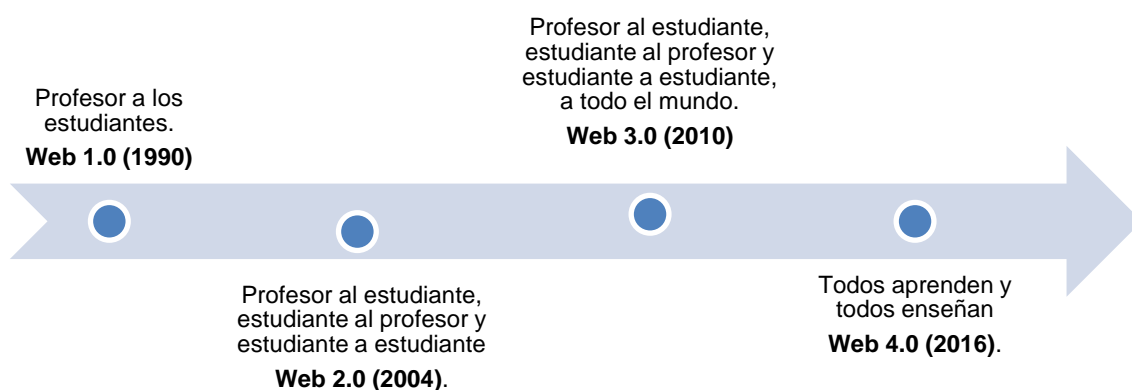 Profesor a los
estudiantes.
Web 1.0 (1990)
Profesor al estudiante,
estudiante al profesor y
estudiante a estudiante
Web 2.0 (2004).
Profesor al estudiante,
estudiante al profesor y
estudiante a estudiante,
a todo el mundo.
Web 3.0 (2010)
Todos aprenden y
todos enseñan
Web 4.0 (2016).